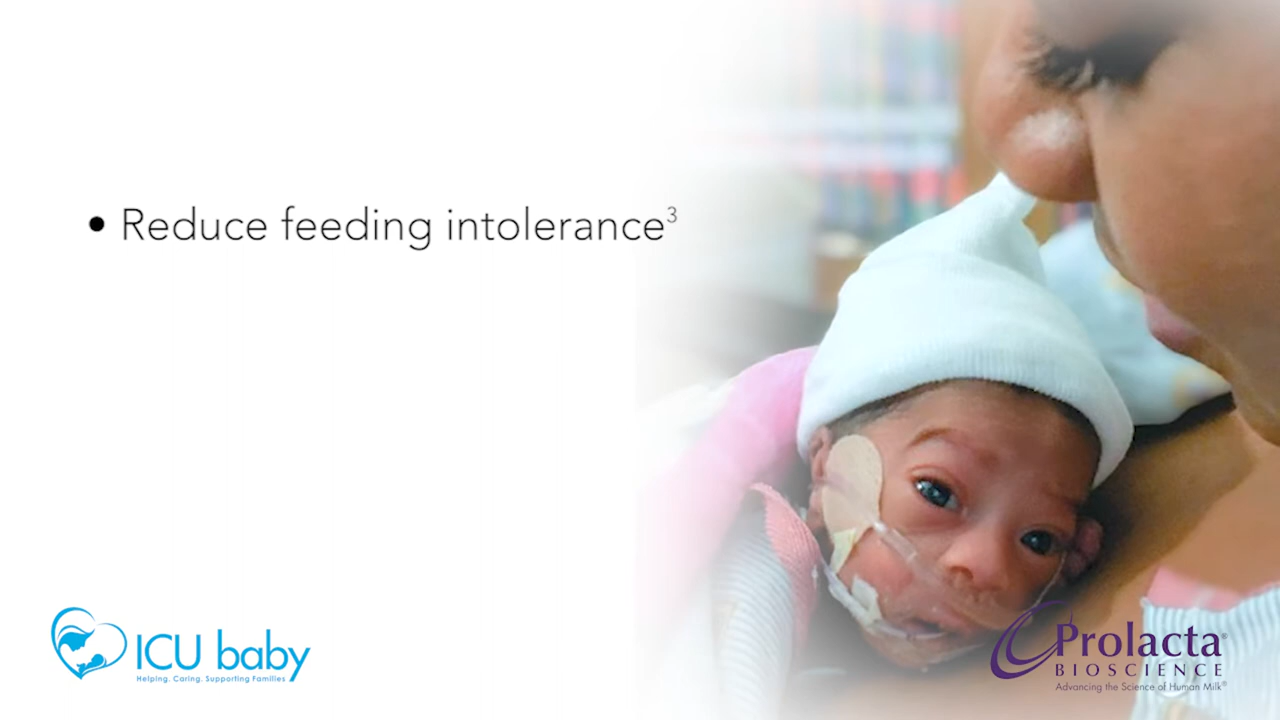 • Reduce feeding intolerance³
ICU baby
Helping. Caring. Supporting Families
Prolacta®
BIOSCIENCE
Advancing the Science of Human Milk®